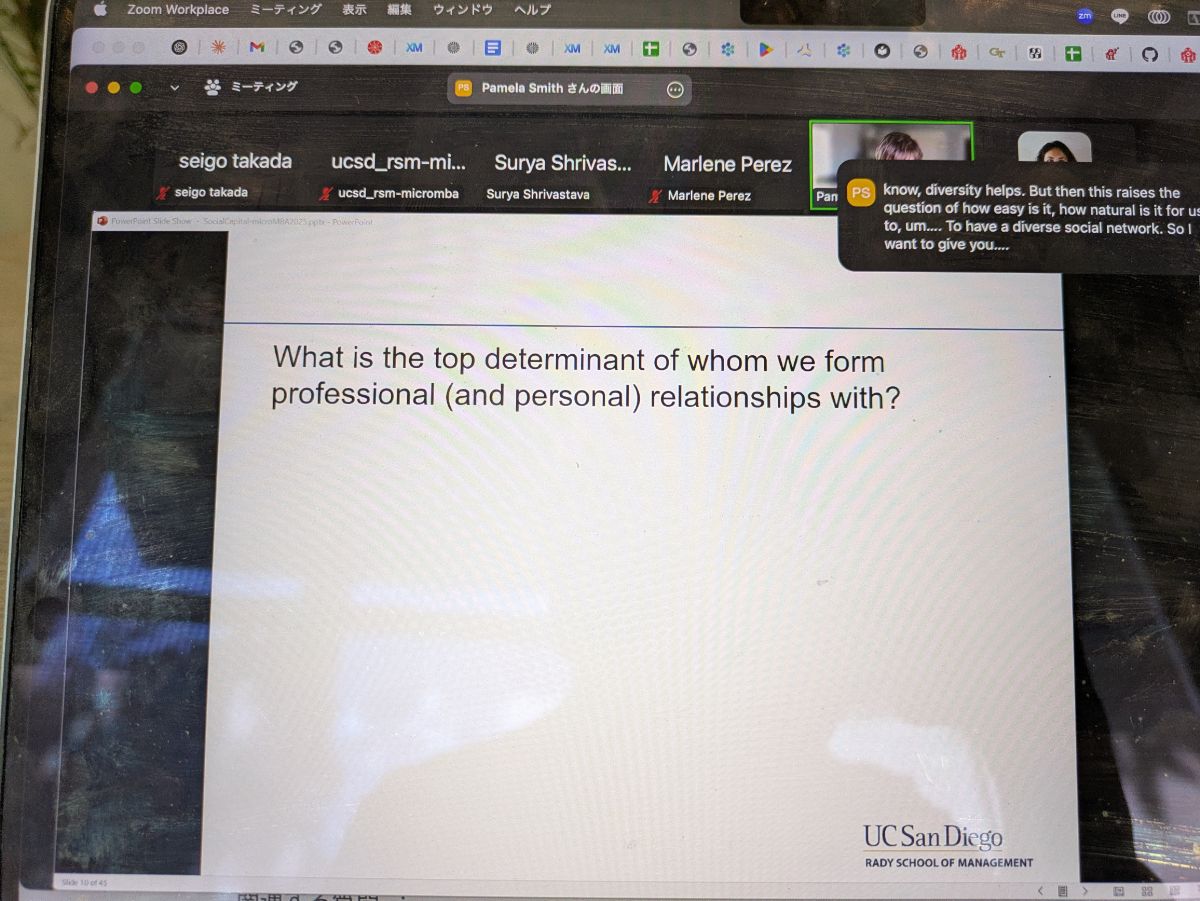 Zoom Workplace ミーティング 表示 編集 ウィンドウ ヘルプ
zm LINE
XM XM XM
ミーティング
PS Pamela Smith さんの画面
seigo takada ucsd_rsm-mi... Surya Shrivas... Marlene Perez
seigo takada ucsd_rsm-micromba Surya Shrivastava Marlene Perez Pam
PS know, diversity helps. But then this raises the
question of how easy is it, how natural is it for us
to, um.... To have a diverse social network. So I
want to give you....
PowerPoint Slide Show - SocialCapital-microMBA2025.pptx - PowerPoint
What is the top determinant of whom we form
professional (and personal) relationships with?
UC San Diego
RADY SCHOOL OF MANAGEMENT
Slide 10 of 45